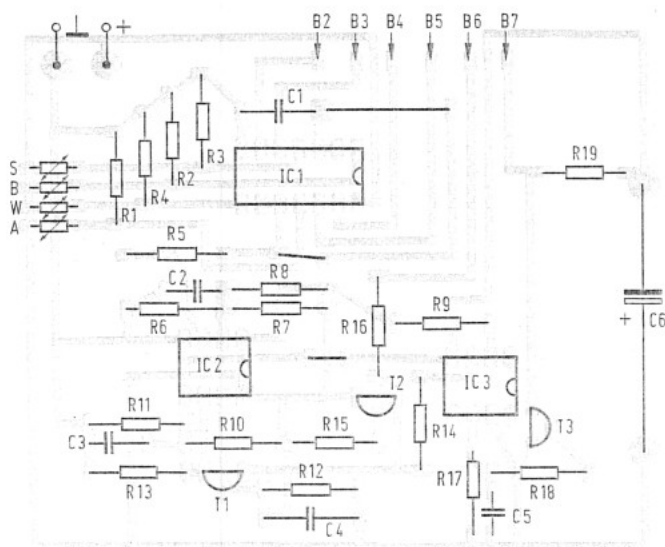 B2 B3 B4 B5 B6 B7
+
C1
R19
S
B
W
A
R1 R4 R2 R3
IC1
R5
C2 R8
R6 R7
R16 R9
+ C6
IC2
T2
IC3
R11
C3 R10 R15
R14 T3
R13 T1 R12
R17 R18
C4 C5